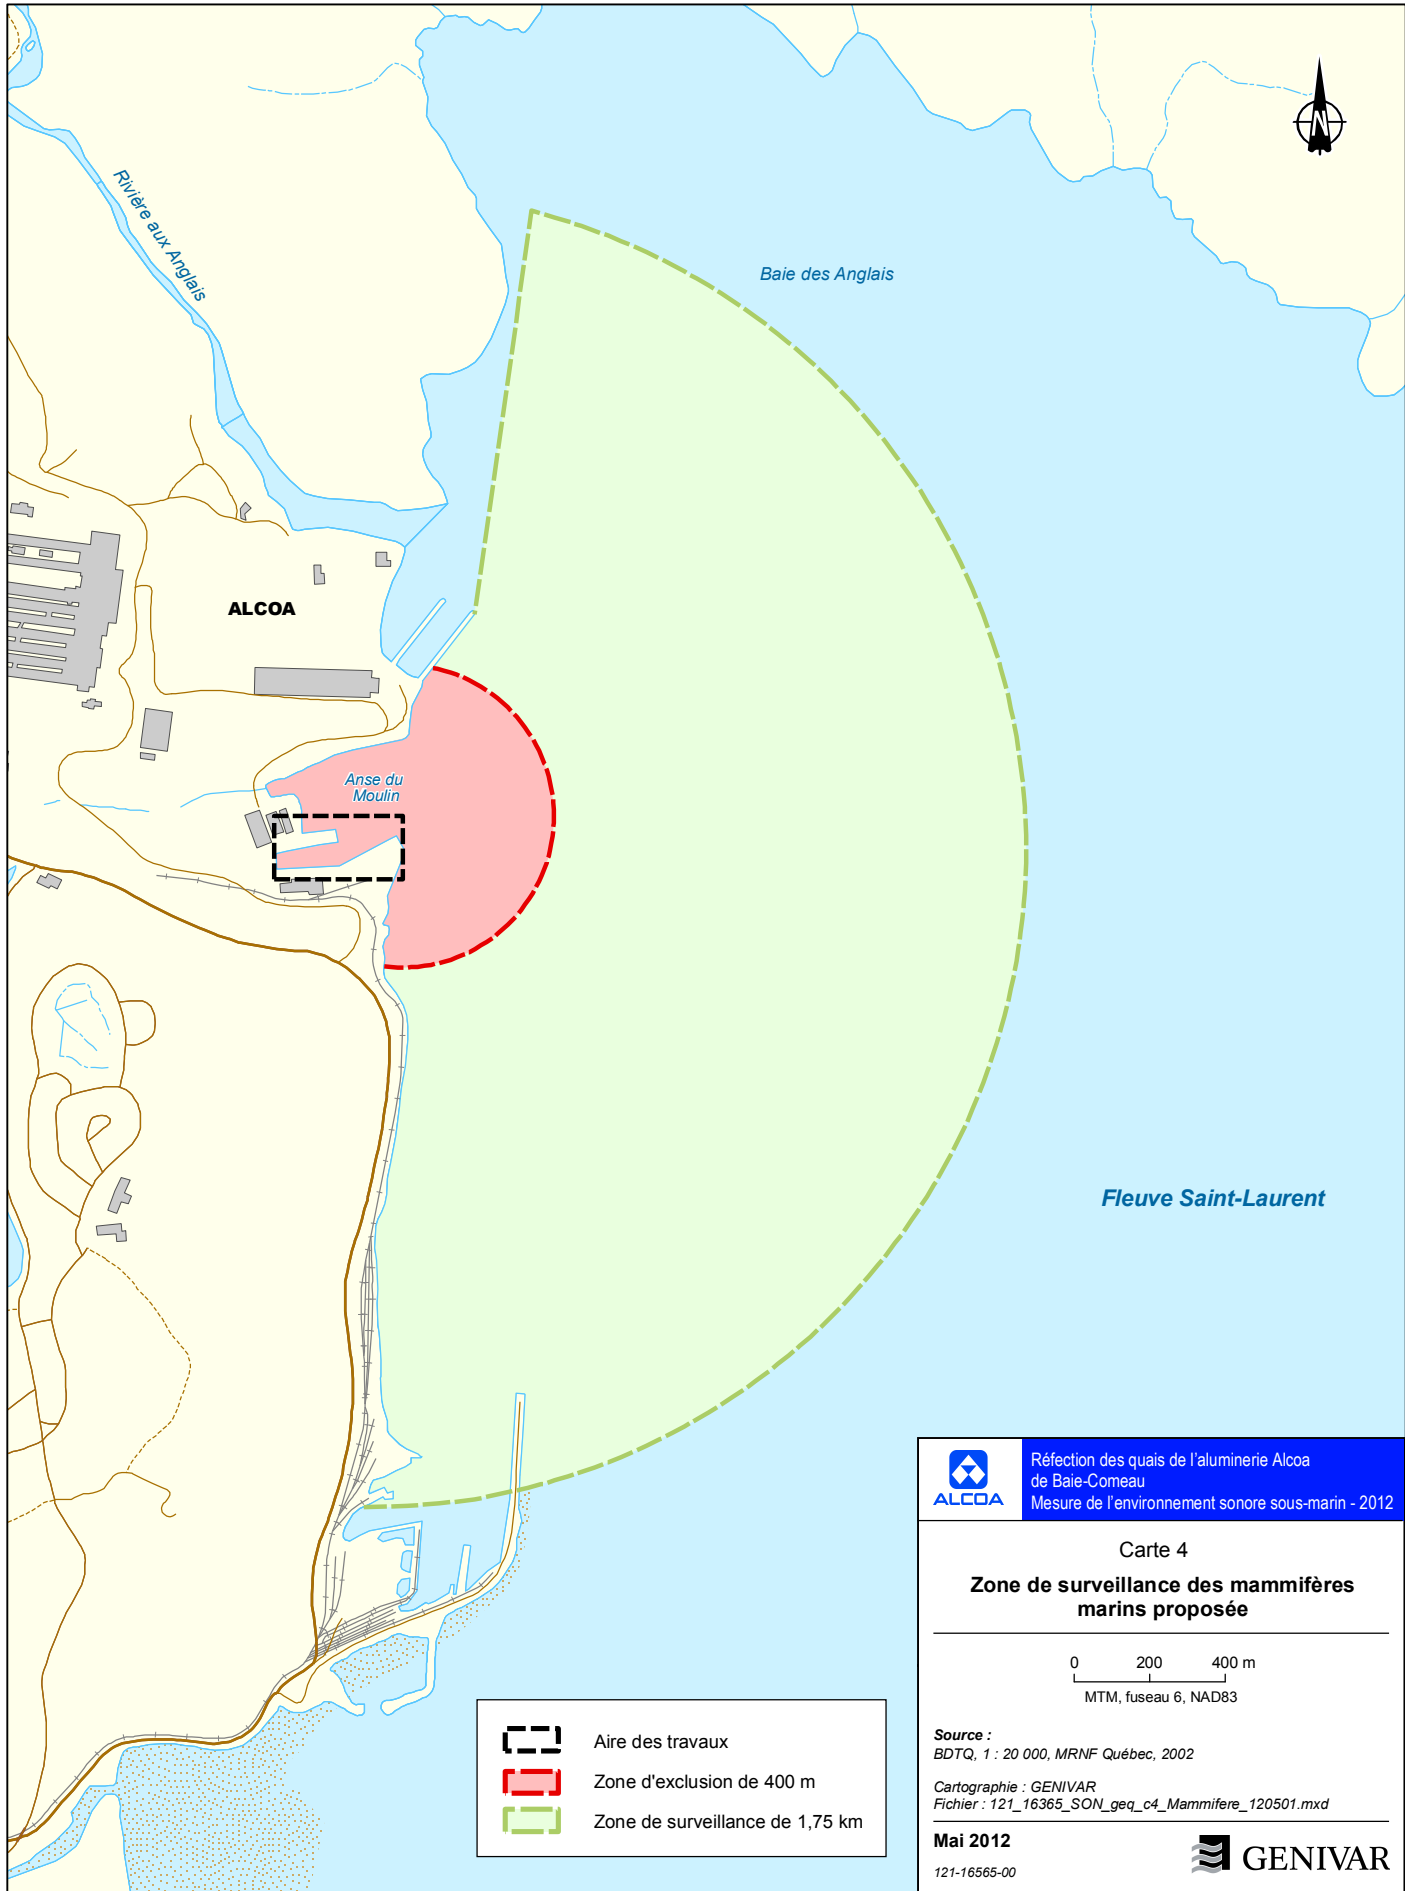 N
Rivière aux Anglais
Baie des Anglais
ALCOA
Anse du
Moulin
Fleuve Saint-Laurent
Aire des travaux
Zone d'exclusion de 400 m
Zone de surveillance de 1,75 km
ALCOA
Réfection des quais de l'aluminerie Alcoa
de Baie-Comeau
Mesure de l'environnement sonore sous-marin - 2012
Carte 4
Zone de surveillance des mammifères
marins proposée
0 200 400 m
MTM, fuseau 6, NAD83
Source :
BDTQ, 1 : 20 000, MRNF Québec, 2002
Cartographie : GENIVAR
Fichier : 121_16365_SON_geq_c4_Mammifere_120501.mxd
Mai 2012
121-16565-00
GENIVAR